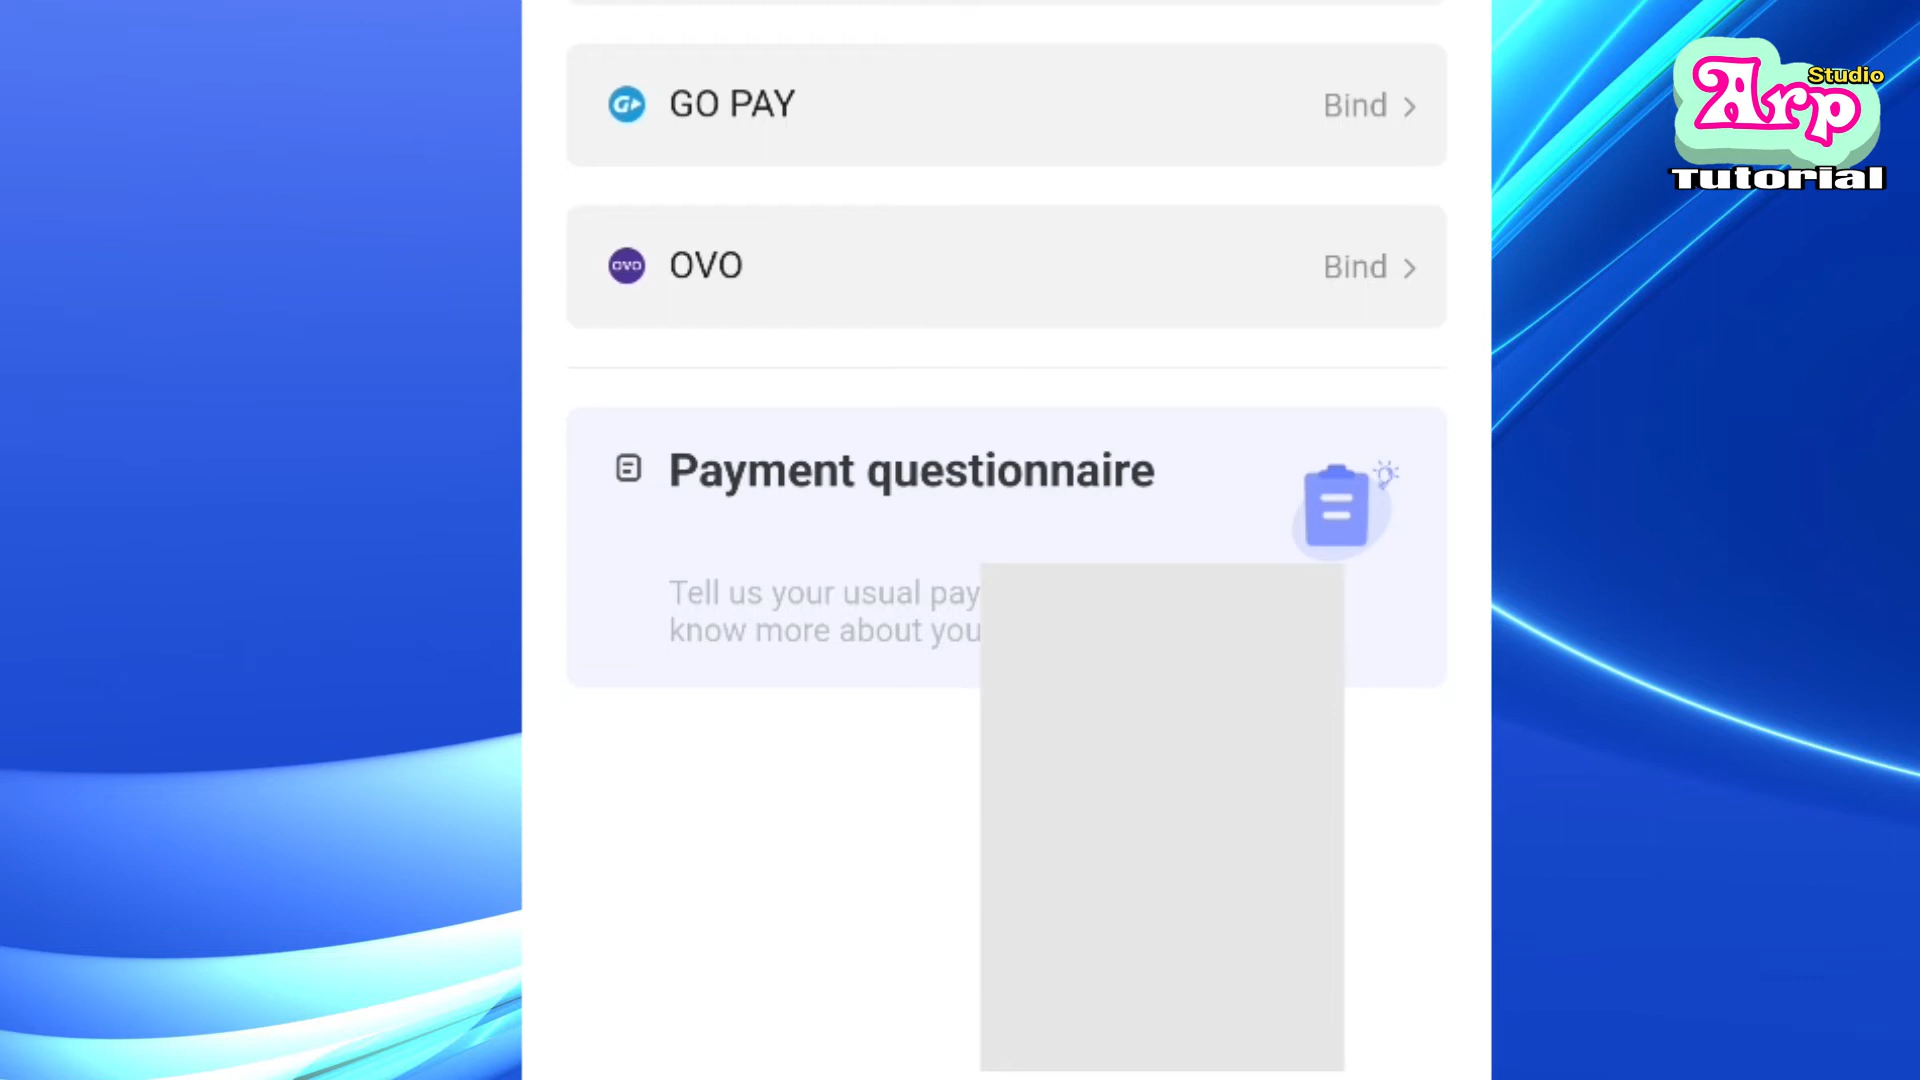 GO PAY
Bind
OVO
OVO
Bind
Payment questionnaire
Tell us your usual pay
know more about you
Arp
Studio
Tutorial